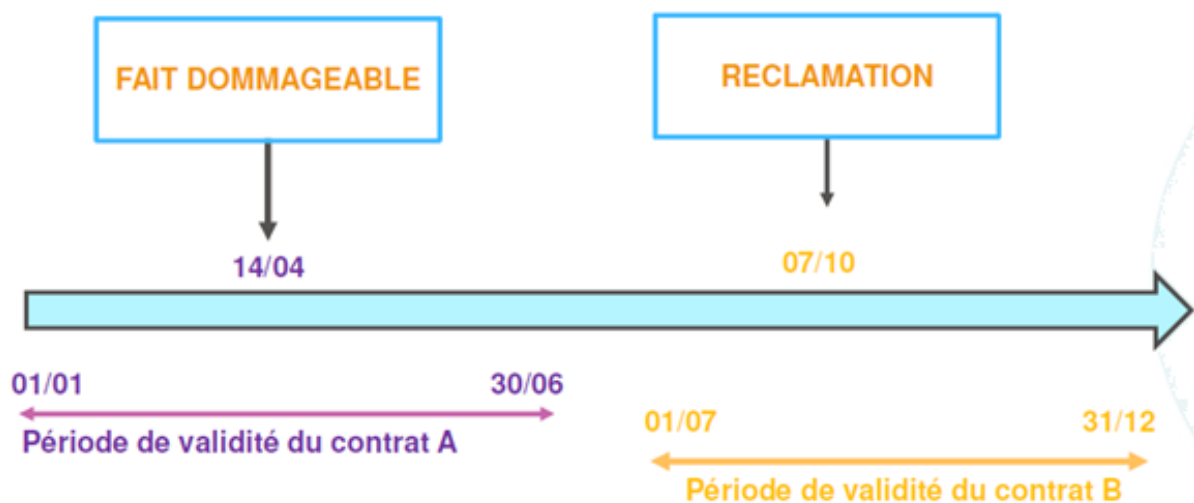 FAIT DOMMAGEABLE
RECLAMATION
14/04
07/10
01/01
30/06
Période de validité du contrat A
01/07
31/12
Période de validité du contrat B